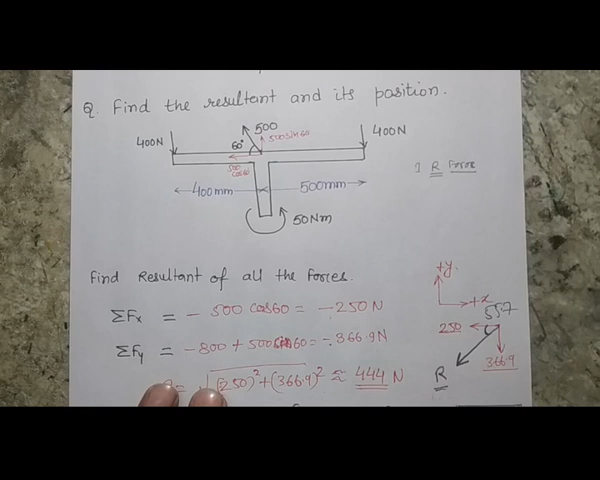 Q. Find the resultant and its position.
500
400N
60°
500sin60
400N
500
cos60
1 R Force
400mm
500mm
50Nm
Find Resultant of all the forces.
+y
ΣFx = - 500 cos60 = -250 N
+x
557
250
ΣFy = -800 + 500sin60 = -366.9N
366.9
R = √(250)²+(366.9)² ≈ 444 N
R